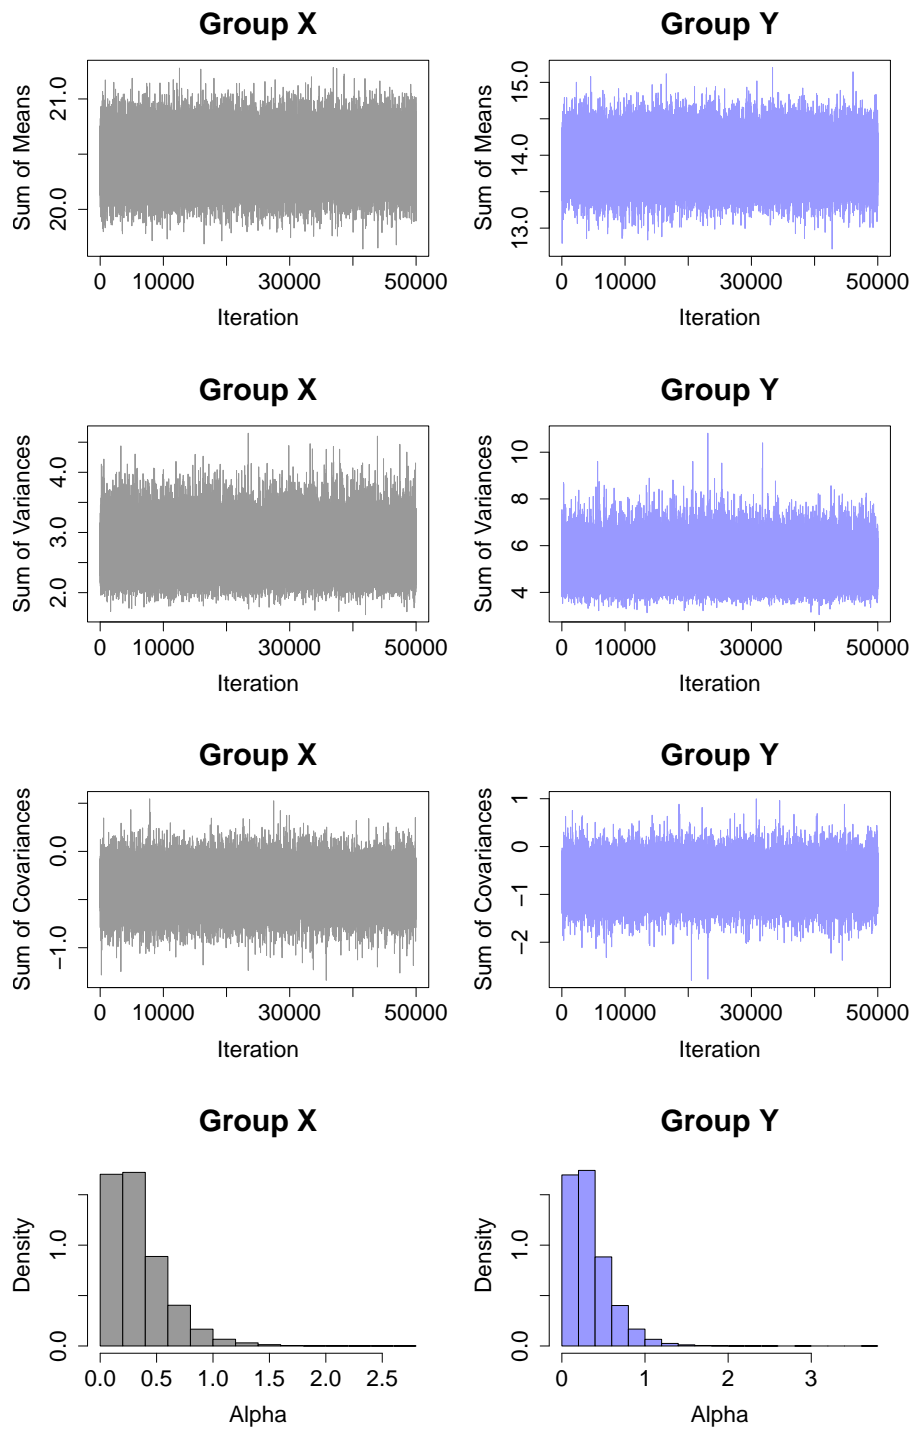 Group X
Group Y
Sum of Means
20.0 21.0
0 10000 30000 50000
Iteration
Sum of Means
13.0 14.0 15.0
0 10000 30000 50000
Iteration
Group X
Group Y
Sum of Variances
2.0 3.0 4.0
0 10000 30000 50000
Iteration
Sum of Variances
4 6 8 10
0 10000 30000 50000
Iteration
Group X
Group Y
Sum of Covariances
−1.0 0.0
0 10000 30000 50000
Iteration
Sum of Covariances
−2 −1 0 1
0 10000 30000 50000
Iteration
Group X
Group Y
Density
0.0 1.0
0.0 0.5 1.0 1.5 2.0 2.5
Alpha
Density
0.0 1.0
0 1 2 3
Alpha